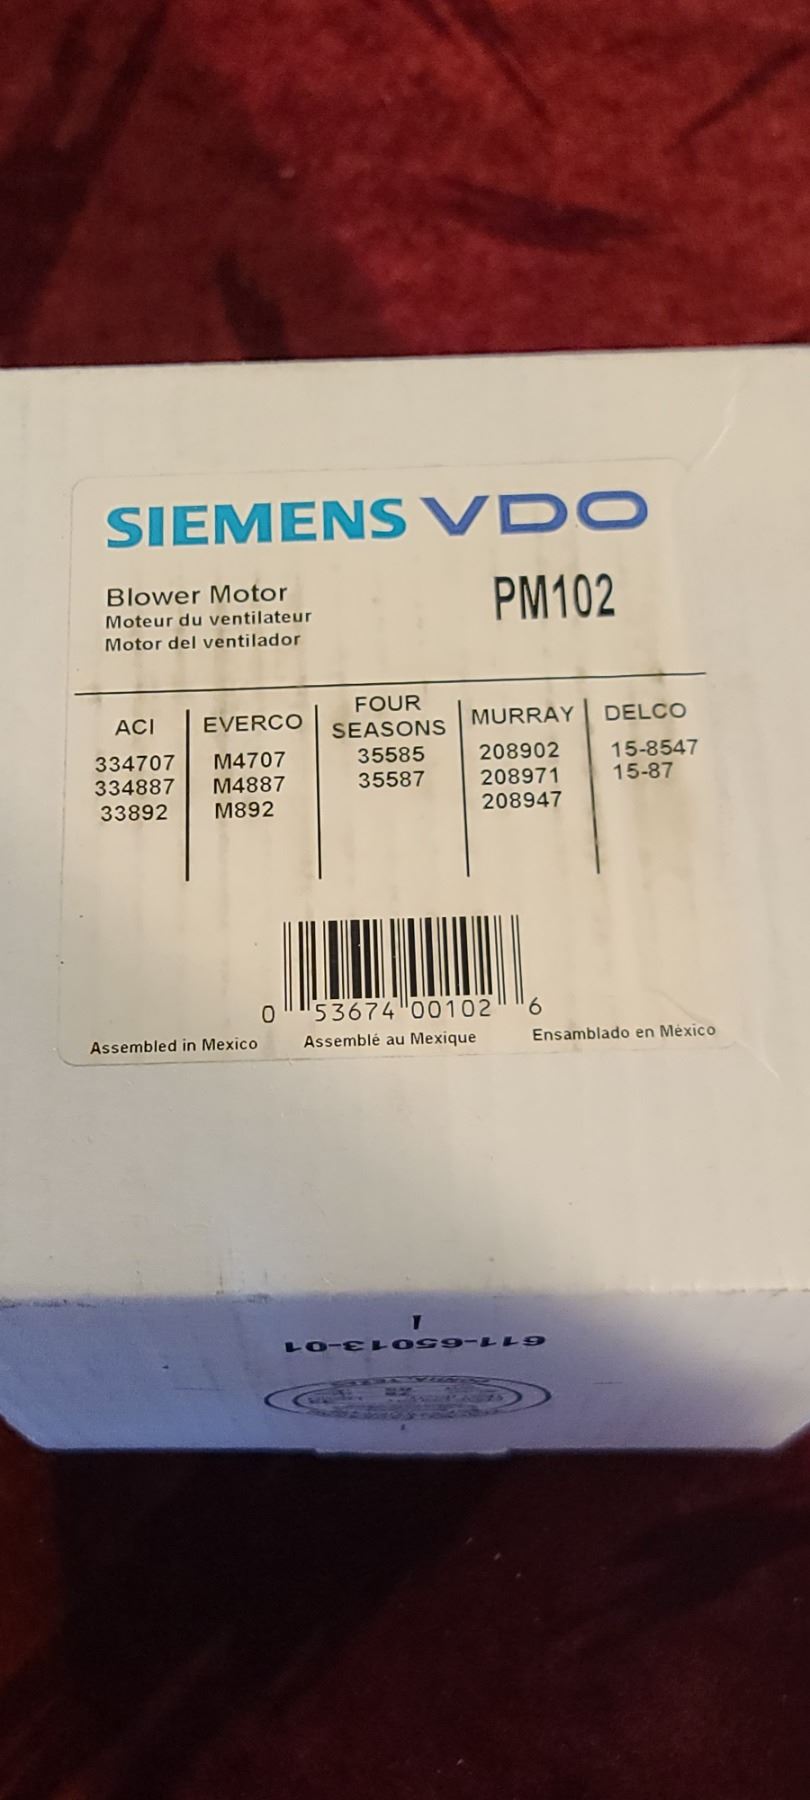 SIEMENS VDO
Blower Motor
Moteur du ventilateur
Motor del ventilador
PM102
ACI
334707
334887
33892
EVERCO
M4707
M4887
M892
FOUR
SEASONS
35585
35587
MURRAY
208902
208971
208947
DELCO
15-8547
15-87
0 53674 00102 6
Assembled in Mexico Assemblé au Mexique Ensamblado en México
1
611-65013-01